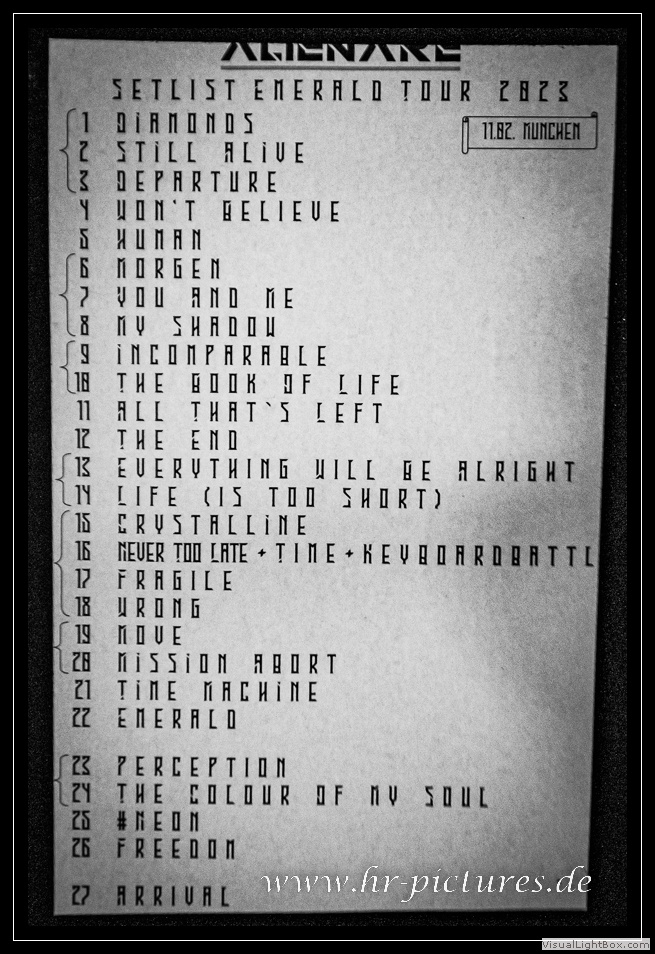 ALIENARE
SETLIST EMERALD TOUR 2023
11.02. MUNCHEN
1 DiAMONDS
2 STiLL ALiVE
3 DEPARTURE
4 WON'T BELIEVE
5 HUMAN
6 MORGEN
7 YOU AND ME
8 MY SHADOW
9 iNCOMPARABLE
10 THE BOOK OF LIFE
11 ALL THAT`S LEFT
12 THE END
13 EVERYTHING WILL BE ALRIGHT
14 LIFE (IS TOO SHORT)
15 CRYSTALLiNE
16 NEVER TOO LATE + TIME + KEYBOARDBATTL
17 FRAGILE
18 WRONG
19 MOVE
20 MiSSiON ABORT
21 TiME MACHiNE
22 EMERALD
23 PERCEPTION
24 THE COLOUR OF MY SOUL
25 #NEON
26 FREEDOM
27 ARRIVAL
www.hr-pictures.de
VisualLightBox.com